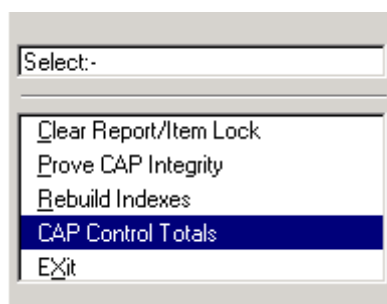 Select:-
Clear Report/Item Lock
Prove CAP Integrity
Rebuild Indexes
CAP Control Totals
EXit